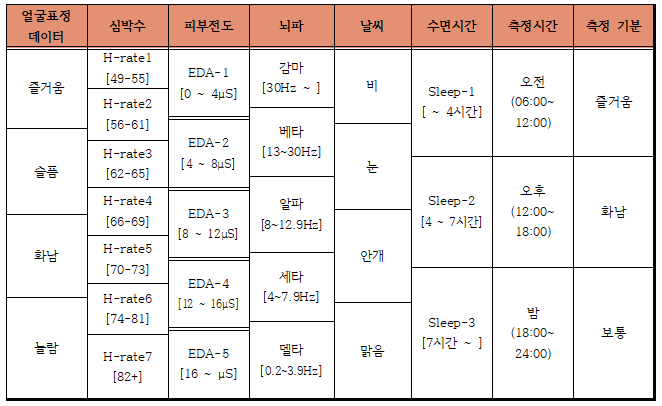 얼굴표정
데이터
심박수
피부전도
뇌파
날씨
수면시간
측정시간
측정 기분
즐거움
슬픔
화남
놀람
H-rate1
[49-55]
H-rate2
[56-61]
H-rate3
[62-65]
H-rate4
[66-69]
H-rate5
[70-73]
H-rate6
[74-81]
H-rate7
[82+]
EDA-1
[0 ~ 4μS]
EDA-2
[4 ~ 8μS]
EDA-3
[8 ~ 12μS]
EDA-4
[12 ~ 16μS]
EDA-5
[16 ~ μS]
감마
[30Hz ~ ]
베타
[13~30Hz]
알파
[8~12.9Hz]
세타
[4~7.9Hz]
델타
[0.2~3.9Hz]
비
눈
안개
맑음
Sleep-1
[ ~ 4시간]
Sleep-2
[4 ~ 7시간]
Sleep-3
[7시간 ~ ]
오전
(06:00~
12:00)
오후
(12:00~
18:00)
밤
(18:00~
24:00)
즐거움
화남
보통